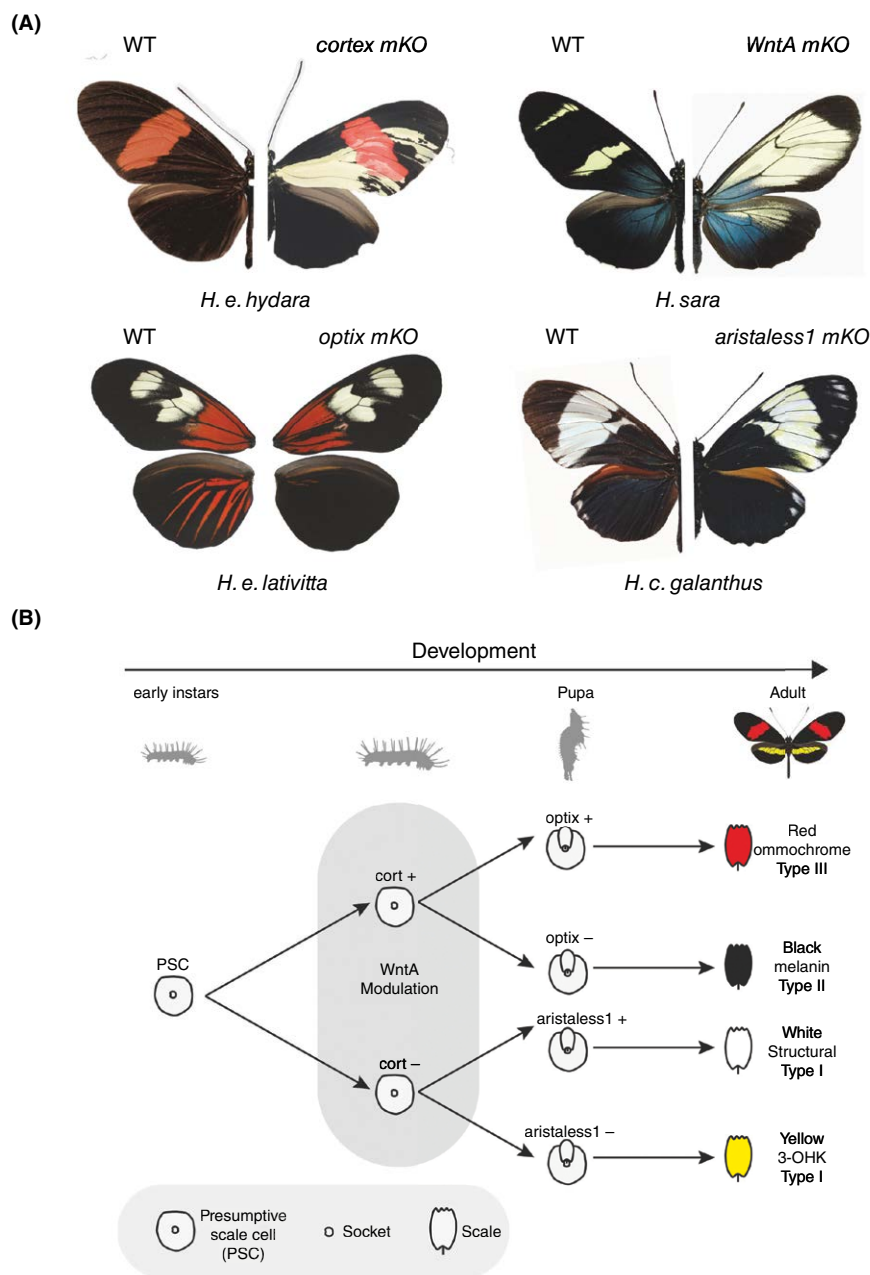 (A)
WT
cortex mKO
WT
WntA mKO
H. e. hydara
H. sara
WT
optix mKO
WT
aristaless1 mKO
H. e. lativitta
H. c. galanthus
(B)
Development
early instars
Pupa
Adult
optix +
Red
ommochrome
Type III
cort +
optix –
Black
melanin
Type II
PSC
WntA
Modulation
aristaless1 +
White
Structural
Type I
cort –
aristaless1 –
Yellow
3-OHK
Type I
Presumptive
scale cell
(PSC)
Socket
Scale